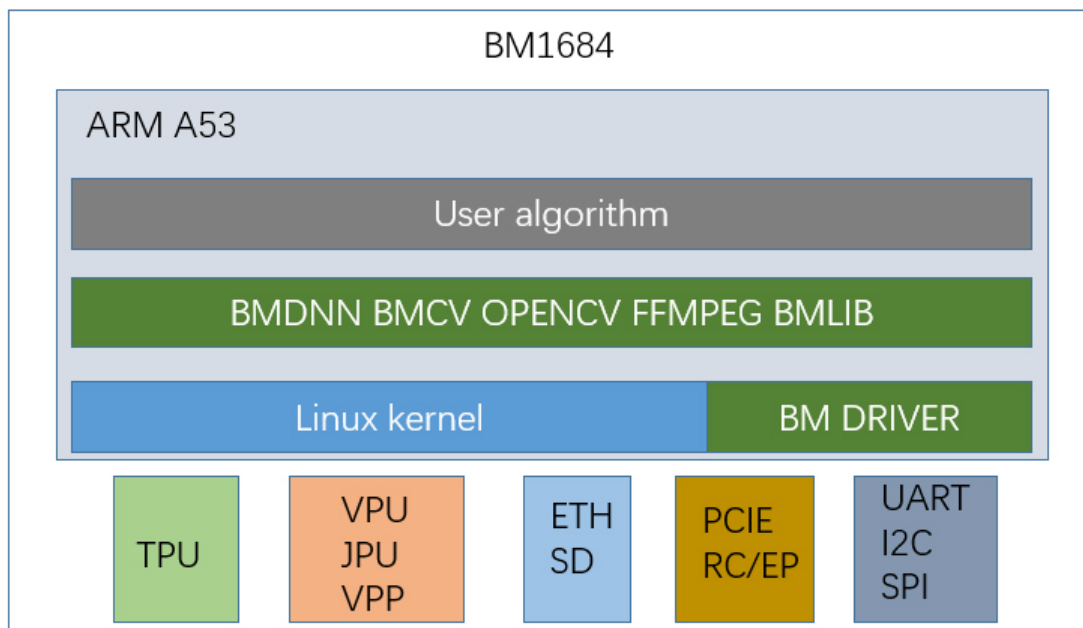 BM1684
ARM A53
User algorithm
BMDNN BMCV OPENCV FFMPEG BMLIB
Linux kernel
BM DRIVER
TPU
VPU
JPU
VPP
ETH
SD
PCIE
RC/EP
UART
I2C
SPI